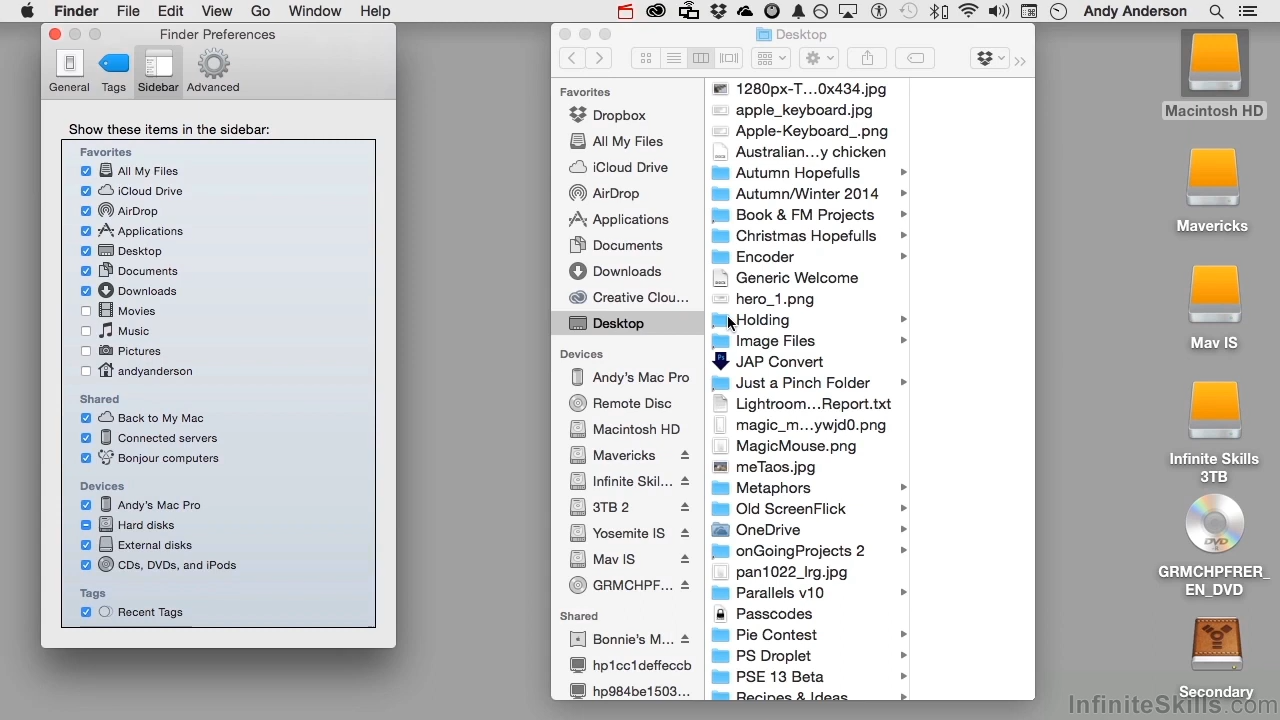 Finder File Edit View Go Window Help Andy Anderson
Finder Preferences
General Tags Sidebar Advanced
Show these items in the sidebar:
Favorites
All My Files
iCloud Drive
AirDrop
Applications
Desktop
Documents
Downloads
Movies
Music
Pictures
andyanderson
Shared
Back to My Mac
Connected servers
Bonjour computers
Devices
Andy's Mac Pro
Hard disks
External disks
CDs, DVDs, and iPods
Tags
Recent Tags
Desktop
Favorites
Dropbox
All My Files
iCloud Drive
AirDrop
Applications
Documents
Downloads
Creative Clou...
Desktop
Devices
Andy's Mac Pro
Remote Disc
Macintosh HD
Mavericks
Infinite Skil...
3TB 2
Yosemite IS
Mav IS
GRMCHPF...
Shared
Bonnie's M...
hp1cc1deffeccb
hp984be1503...
1280px-T...0x434.jpg
apple_keyboard.jpg
Apple-Keyboard_.png
Australian...y chicken
Autumn Hopefulls
Autumn/Winter 2014
Book & FM Projects
Christmas Hopefulls
Encoder
Generic Welcome
hero_1.png
Holding
Image Files
JAP Convert
Just a Pinch Folder
Lightroom...Report.txt
magic_m...ywjd0.png
MagicMouse.png
meTaos.jpg
Metaphors
Old ScreenFlick
OneDrive
onGoingProjects 2
pan1022_lrg.jpg
Parallels v10
Passcodes
Pie Contest
PS Droplet
PSE 13 Beta
Recipes & Ideas
Macintosh HD
Mavericks
Mav IS
Infinite Skills
3TB
DVD
GRMCHPFRER_
EN_DVD
Secondary
InfiniteSkills.com